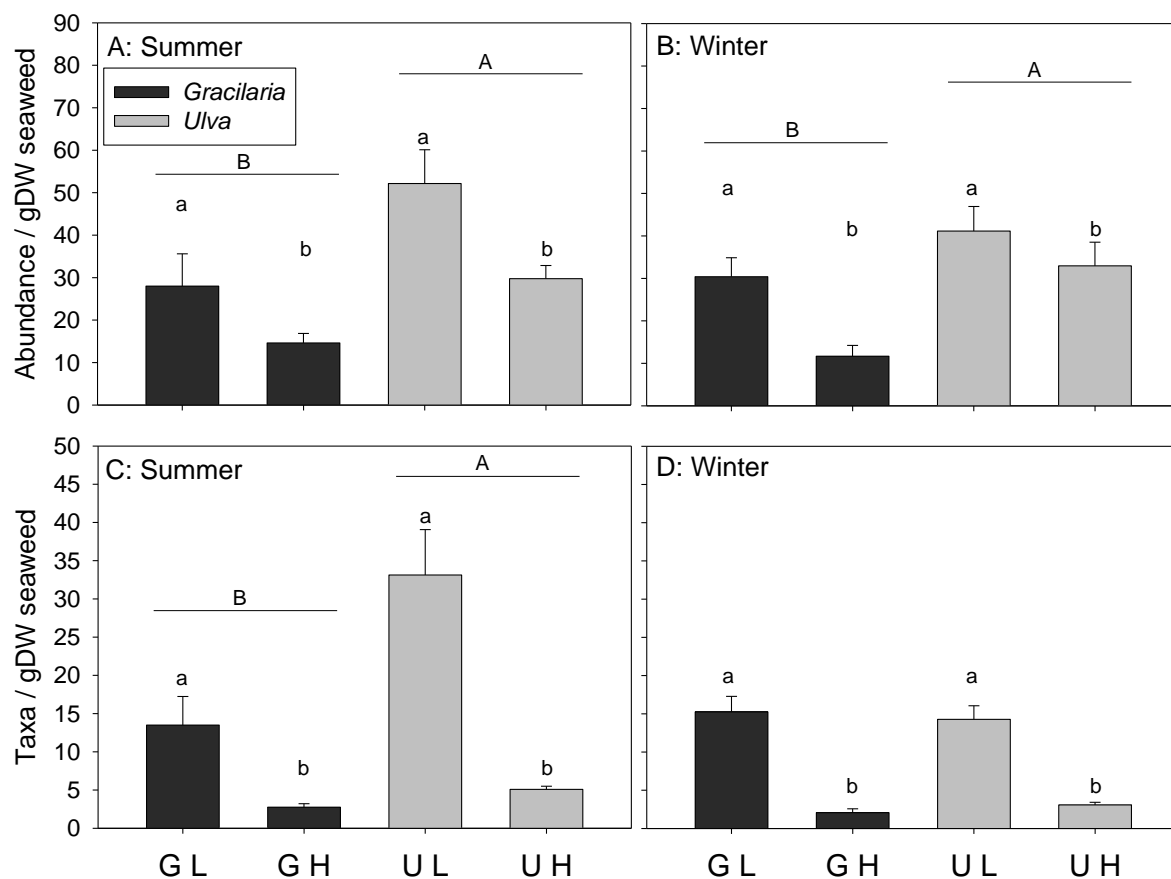 Abundance / gDW seaweed
90
80
70
60
50
40
30
20
10
0
A: Summer
Gracilaria
Ulva
B
A
a
b
a
b
B: Winter
B
A
a
b
a
b
Taxa / gDW seaweed
50
45
40
35
30
25
20
15
10
5
0
C: Summer
B
A
a
b
a
b
D: Winter
a
b
a
b
G L G H U L U H
G L G H U L U H